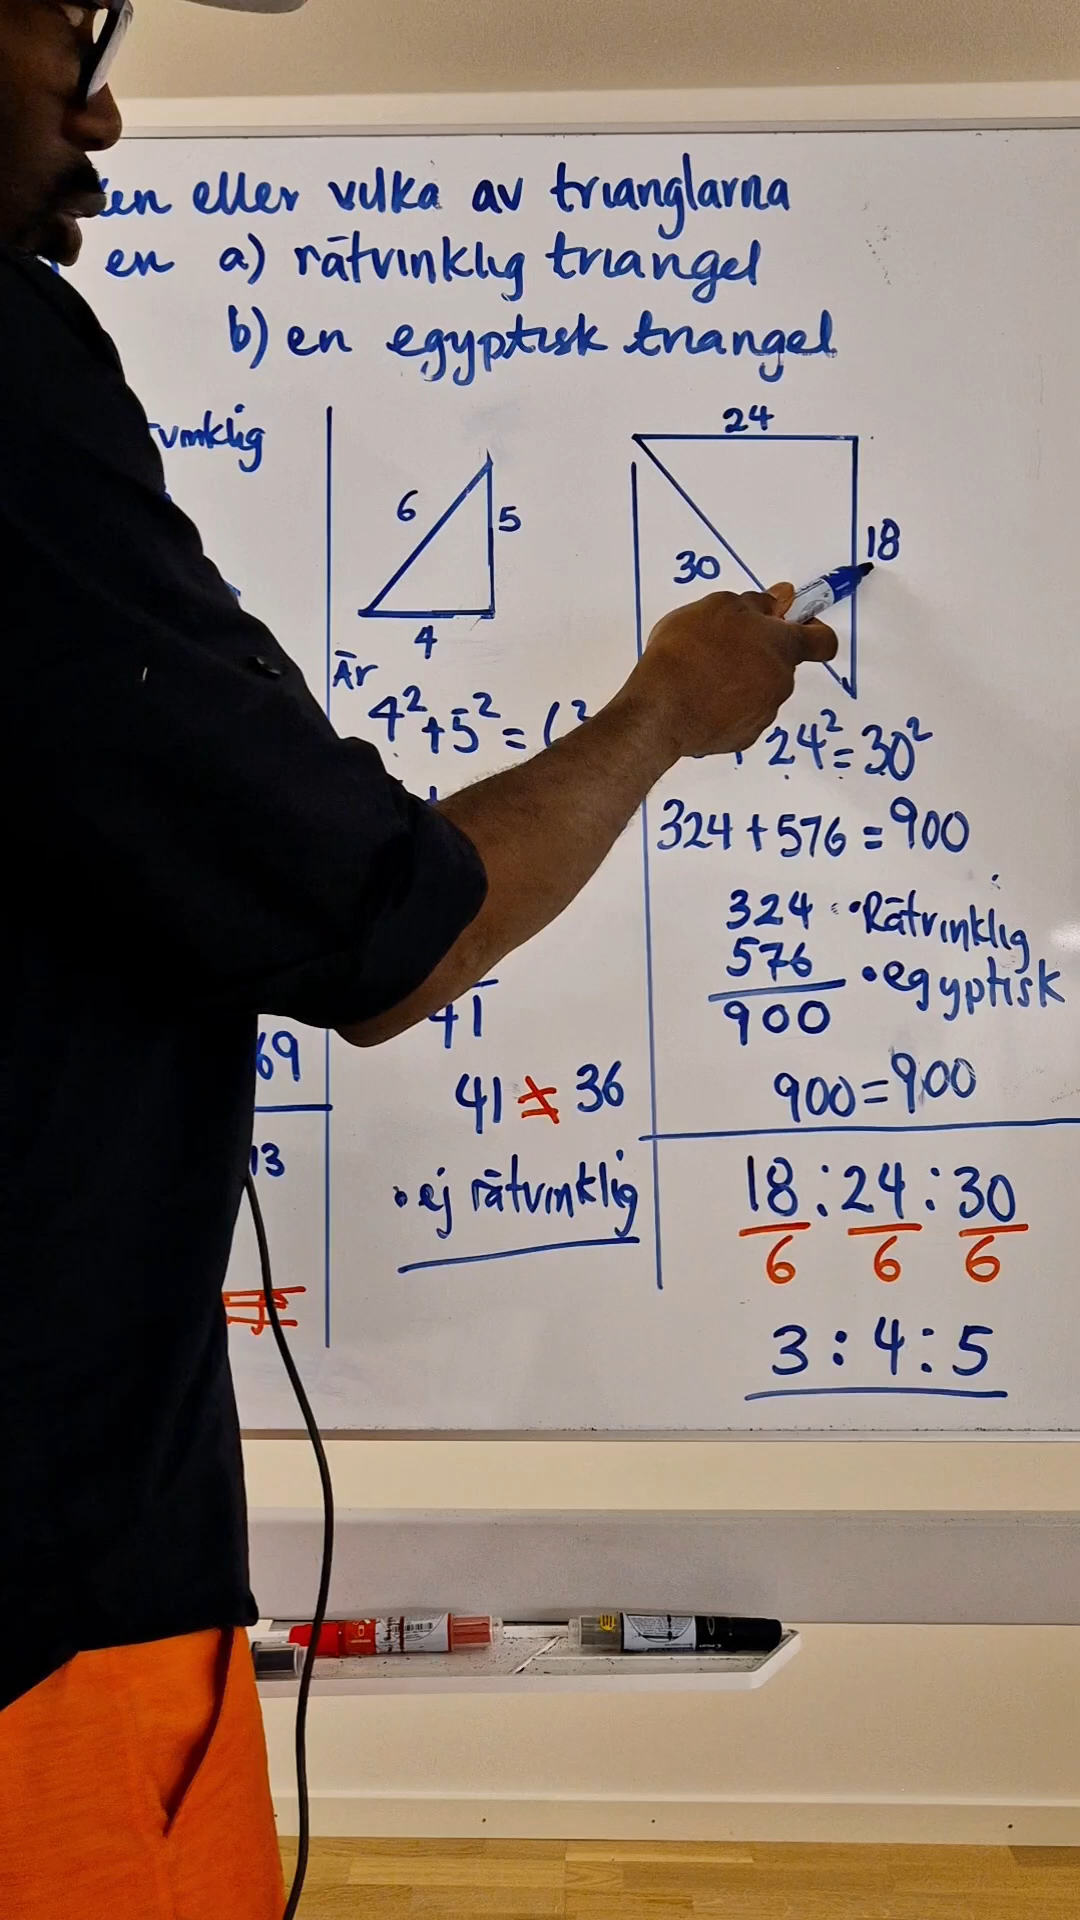 eller vilka av trianglarna
en a) rätvinklig triangel
b) en egyptisk triangel
6
5
4
Är
4²+5²=
41
41 ≠ 36
• ej rätvinklig
69
13
24
18
30
24²=30²
324+576=900
324 • Rätvinklig
576 • egyptisk
900
900=900
18:24:30
6 6 6
3:4:5